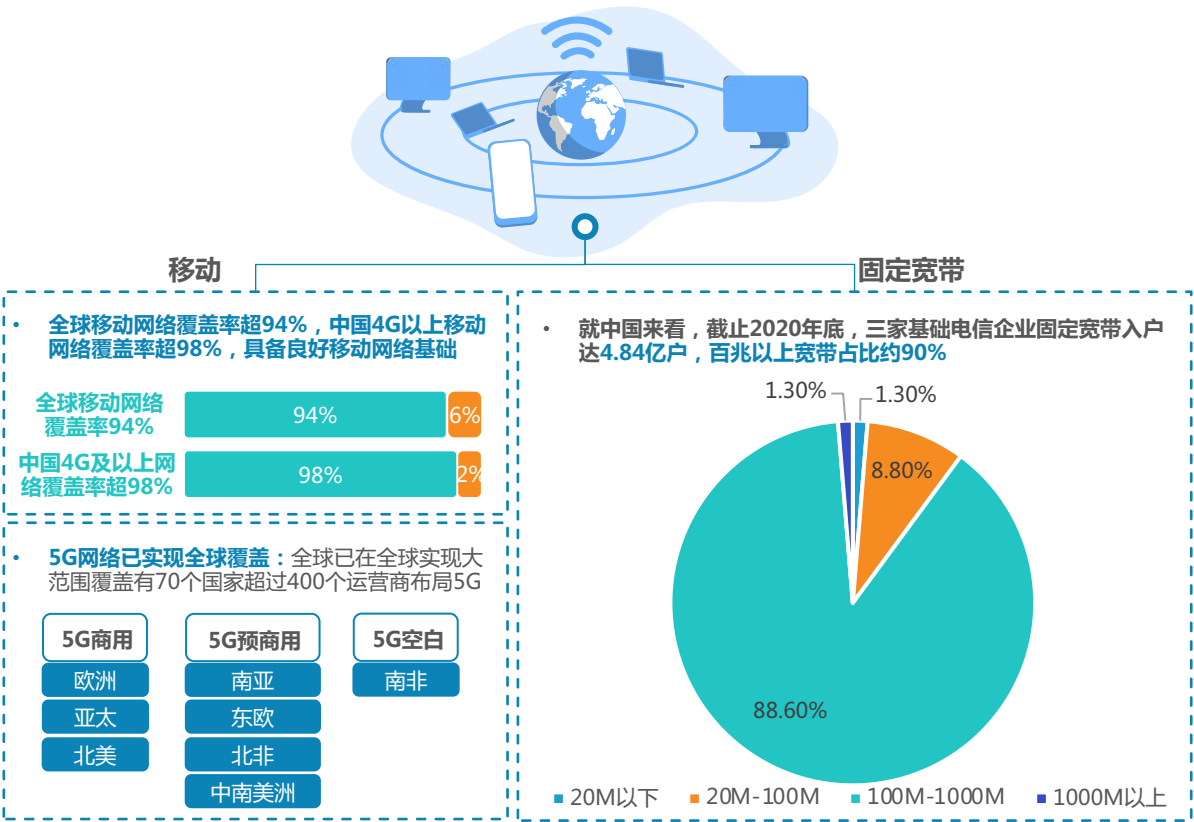 移动
固定宽带
• 全球移动网络覆盖率超94%，中国4G以上移动
网络覆盖率超98%，具备良好移动网络基础
全球移动网络
覆盖率94%
94%
6%
中国4G及以上网
络覆盖率超98%
98%
2%
• 5G网络已实现全球覆盖：全球已在全球实现大
范围覆盖有70个国家超过400个运营商布局5G
5G商用
欧洲
亚太
北美
5G预商用
南亚
东欧
北非
中南美洲
5G空白
南非
• 就中国来看，截止2020年底，三家基础电信企业固定宽带入户
达4.84亿户，百兆以上宽带占比约90%
1.30%
1.30%
8.80%
88.60%
20M以下
20M-100M
100M-1000M
1000M以上